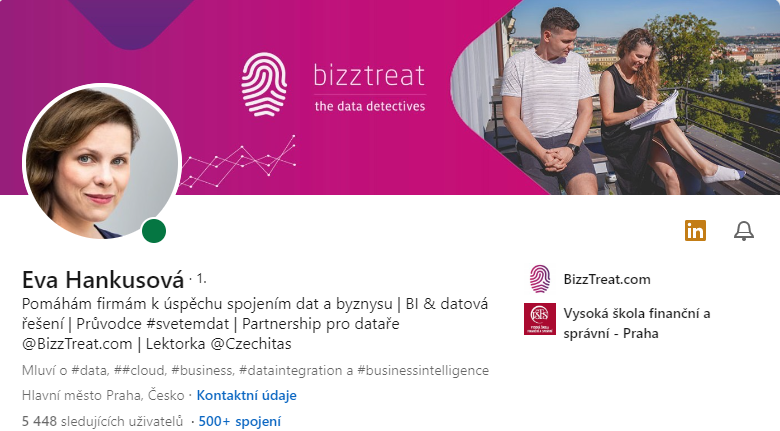 bizztreat
the data detectives
in
Eva Hankusová · 1.
Pomáhám firmám k úspěchu spojením dat a byznysu | BI & datová
řešení | Průvodce #svetemdat | Partnership pro dataře
@BizzTreat.com | Lektorka @Czechitas
Mluví o #data, ##cloud, #business, #dataintegration a #businessintelligence
Hlavní město Praha, Česko · Kontaktní údaje
5 448 sledujících uživatelů · 500+ spojení
BizzTreat.com
Vysoká škola finanční a
správní - Praha